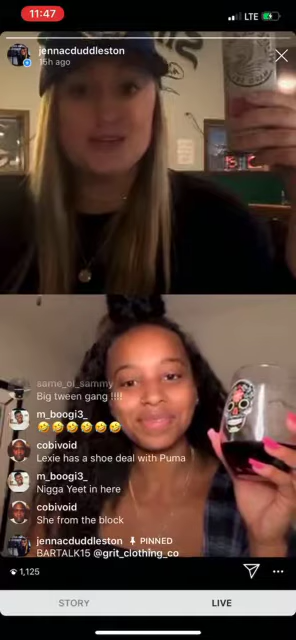 11:47
LTE
jennacduddleston
15h ago
same_ol_sammy
Big tween gang !!!!
m_boogi3_
🤣🤣🤣🤣🤣🤣
cobivoid
Lexie has a shoe deal with Puma
m_boogi3_
Nigga Yeet in here
cobivoid
She from the block
jennacduddleston PINNED
BARTALK15 @grit_clothing_co
1,125
STORY LIVE